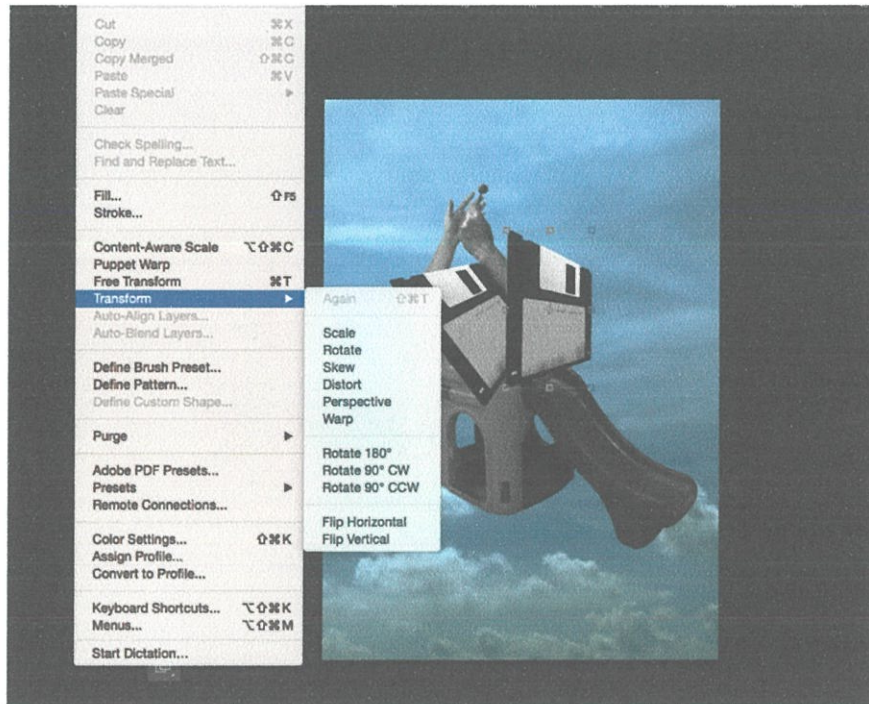 Cut ⌘X
Copy ⌘C
Copy Merged ⇧⌘C
Paste ⌘V
Paste Special ▶
Clear
Check Spelling...
Find and Replace Text...
Fill... ⇧F5
Stroke...
Content-Aware Scale ⌥⇧⌘C
Puppet Warp
Free Transform ⌘T
Transform ▶
Auto-Align Layers...
Auto-Blend Layers...
Define Brush Preset...
Define Pattern...
Define Custom Shape...
Purge ▶
Adobe PDF Presets...
Presets ▶
Remote Connections...
Color Settings... ⇧⌘K
Assign Profile...
Convert to Profile...
Keyboard Shortcuts... ⌥⇧⌘K
Menus... ⌥⇧⌘M
Start Dictation...
Again ⇧⌘T
Scale
Rotate
Skew
Distort
Perspective
Warp
Rotate 180°
Rotate 90° CW
Rotate 90° CCW
Flip Horizontal
Flip Vertical